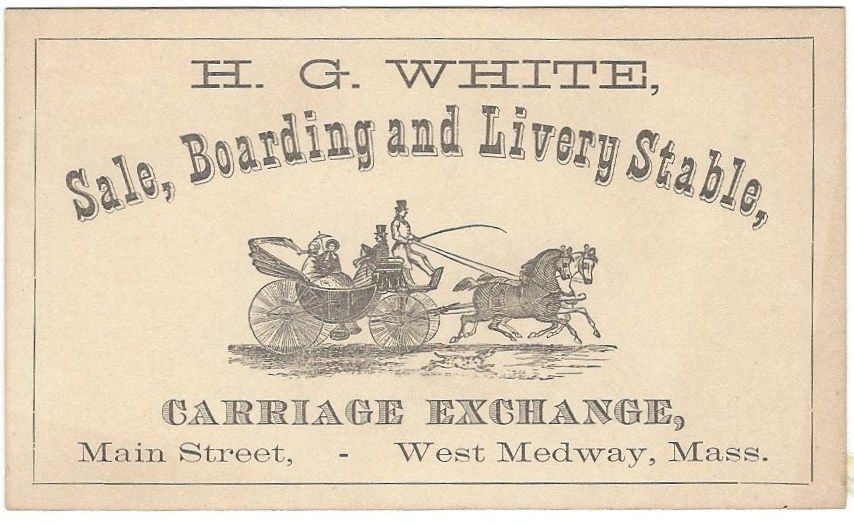 H. G. WHITE,
Sale, Boarding and Livery Stable,
CARRIAGE EXCHANGE,
Main Street, - West Medway, Mass.